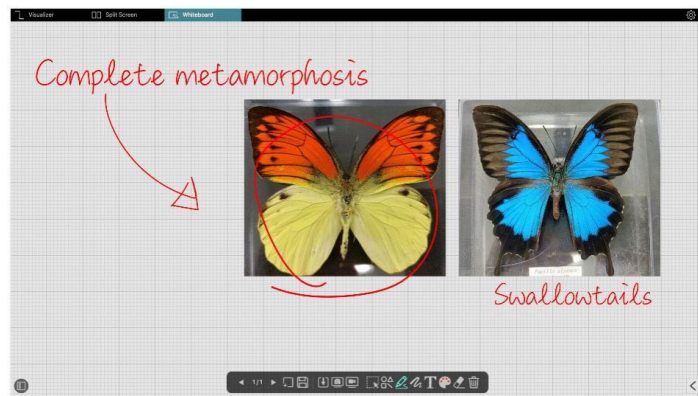 Visualizer
Split Screen
Whiteboard
Complete metamorphosis
Swallowtails
1/1
T